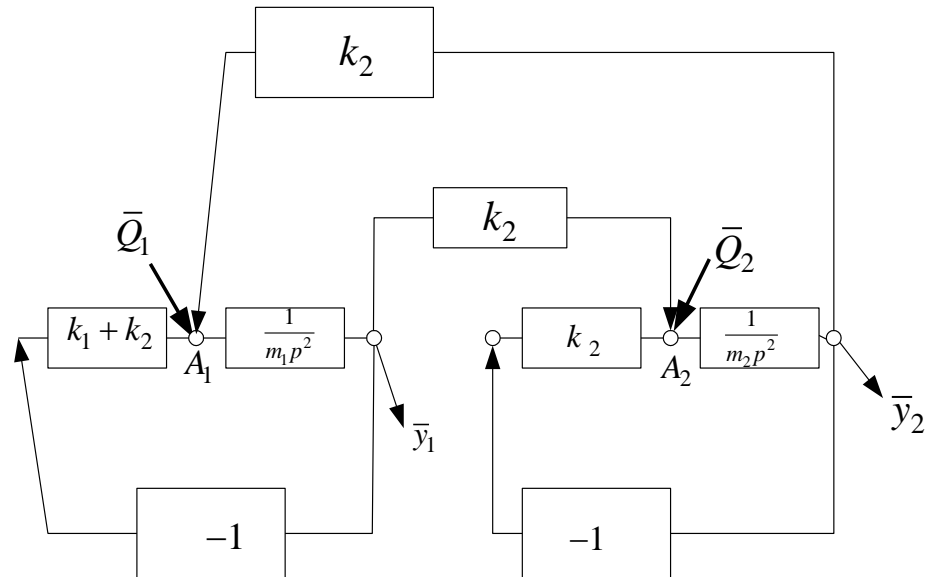 k₂
k₂
Q̄₁
Q̄₂
k₁ + k₂
A₁
1/(m₁p²)
k₂
A₂
1/(m₂p²)
ȳ₁
ȳ₂
−1
−1